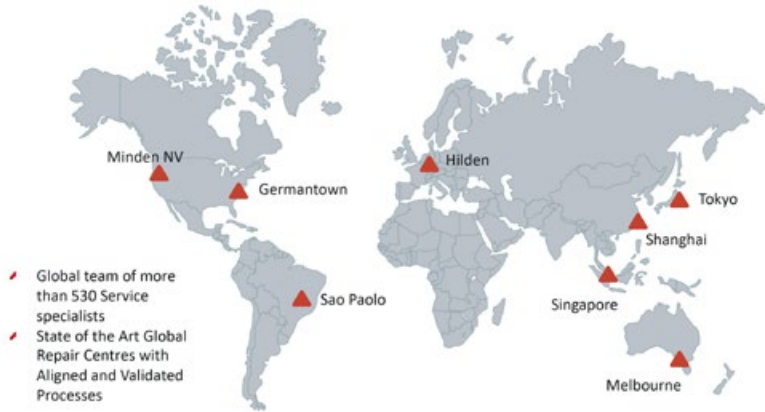 Minden NV
Germantown
Hilden
Tokyo
Shanghai
Singapore
Sao Paolo
Melbourne
Global team of more
than 530 Service
specialists
State of the Art Global
Repair Centres with
Aligned and Validated
Processes